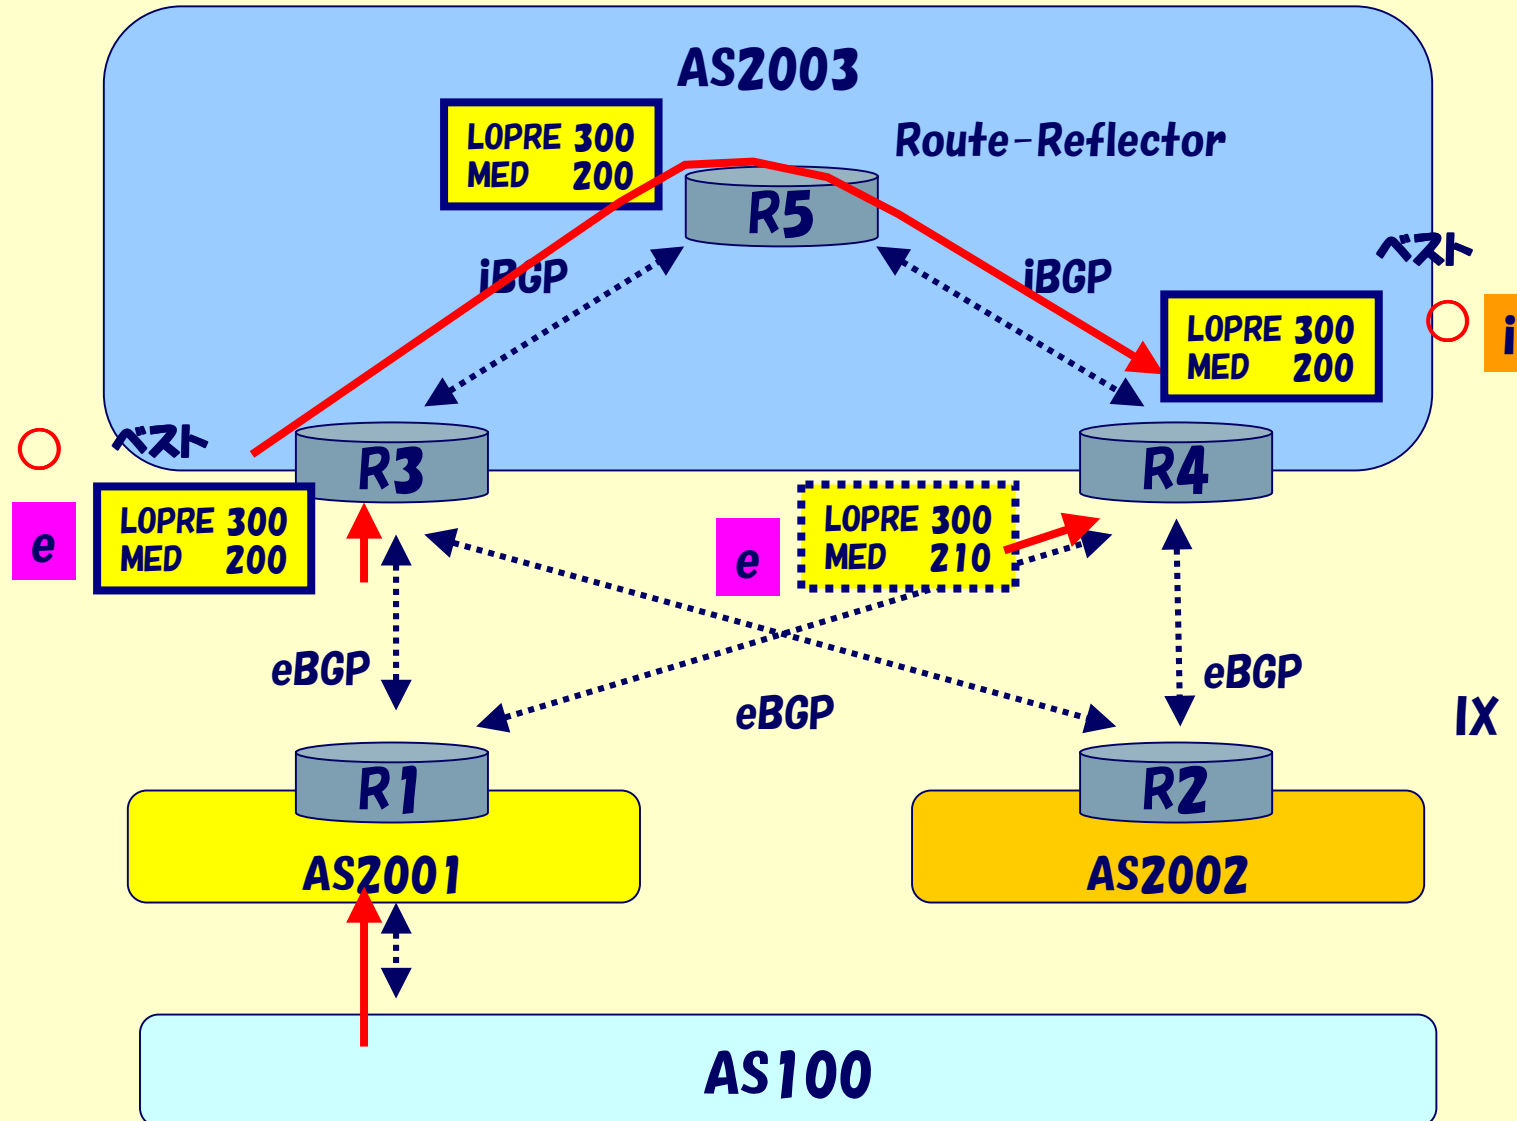 AS2003
LOPRE 300
MED 200
Route-Reflector
R5
ベスト
iBGP
iBGP
LOPRE 300
MED 200
i
ベスト
R3
R4
e
LOPRE 300
MED 200
e
LOPRE 300
MED 210
eBGP
eBGP
eBGP
IX
R1
R2
AS2001
AS2002
AS100